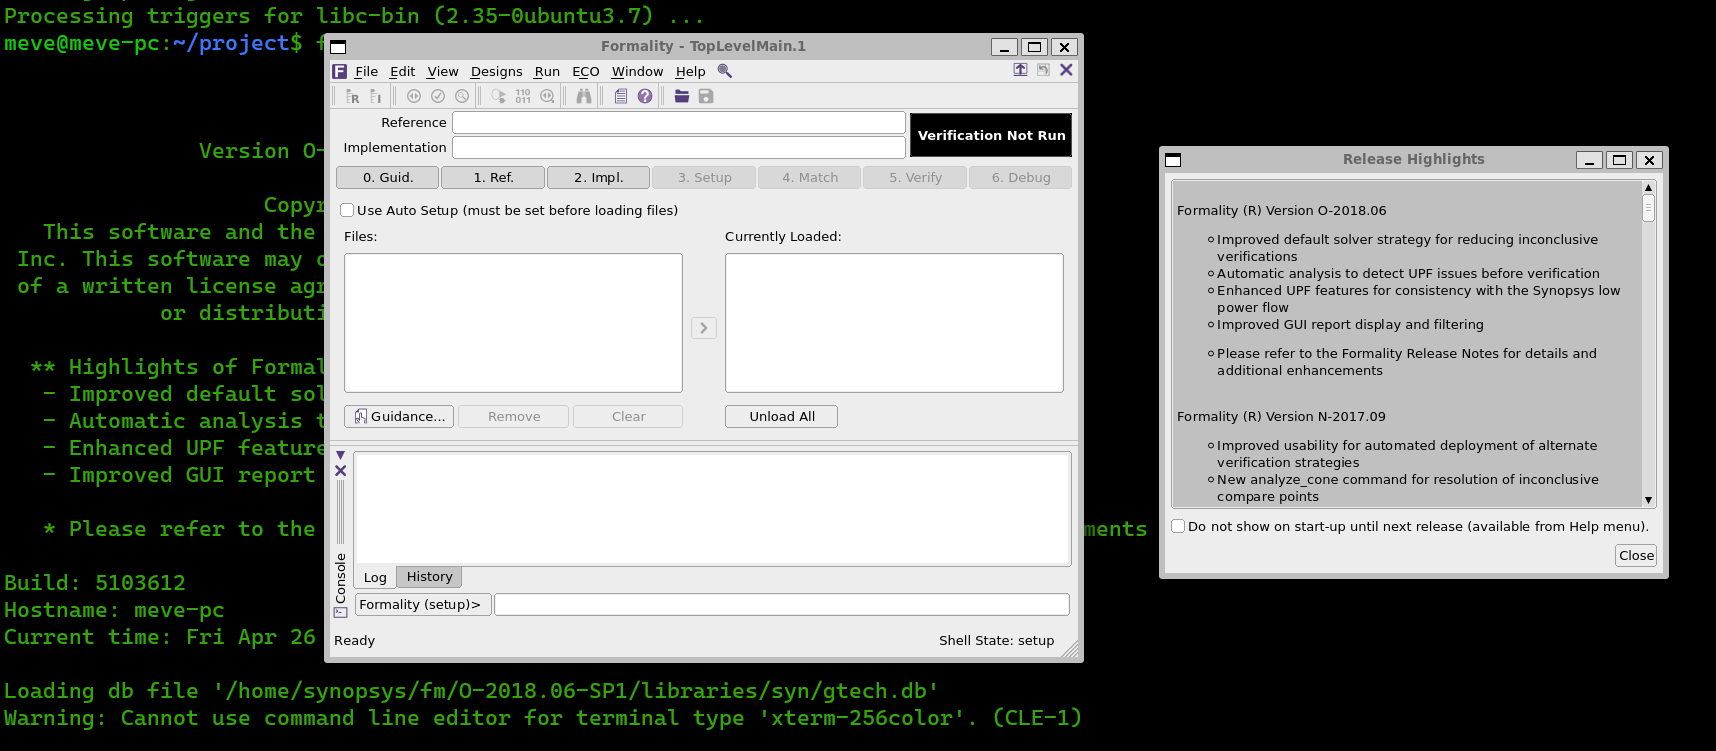 Processing triggers for libc-bin (2.35-0ubuntu3.7) ...
meve@meve-pc:~/project$
Version O-
Copyr
This software and the
Inc. This software may
of a written license agr
or distributi
** Highlights of Formal
- Improved default sol
- Automatic analysis t
- Enhanced UPF feature
- Improved GUI report
* Please refer to the
ments
Build: 5103612
Hostname: meve-pc
Current time: Fri Apr 26
Loading db file '/home/synopsys/fm/O-2018.06-SP1/libraries/syn/gtech.db'
Warning: Cannot use command line editor for terminal type 'xterm-256color'. (CLE-1)
Formality - TopLevelMain.1
F File Edit View Designs Run ECO Window Help
R I 110 011 ?
Reference
Implementation
Verification Not Run
0. Guid. 1. Ref. 2. Impl. 3. Setup 4. Match 5. Verify 6. Debug
Use Auto Setup (must be set before loading files)
Files: Currently Loaded:
Guidance... Remove Clear Unload All
Console
Log History
Formality (setup)>
Ready Shell State: setup
Release Highlights
Formality (R) Version O-2018.06
Improved default solver strategy for reducing inconclusive
verifications
Automatic analysis to detect UPF issues before verification
Enhanced UPF features for consistency with the Synopsys low
power flow
Improved GUI report display and filtering
Please refer to the Formality Release Notes for details and
additional enhancements
Formality (R) Version N-2017.09
Improved usability for automated deployment of alternate
verification strategies
New analyze_cone command for resolution of inconclusive
compare points
Do not show on start-up until next release (available from Help menu).
Close